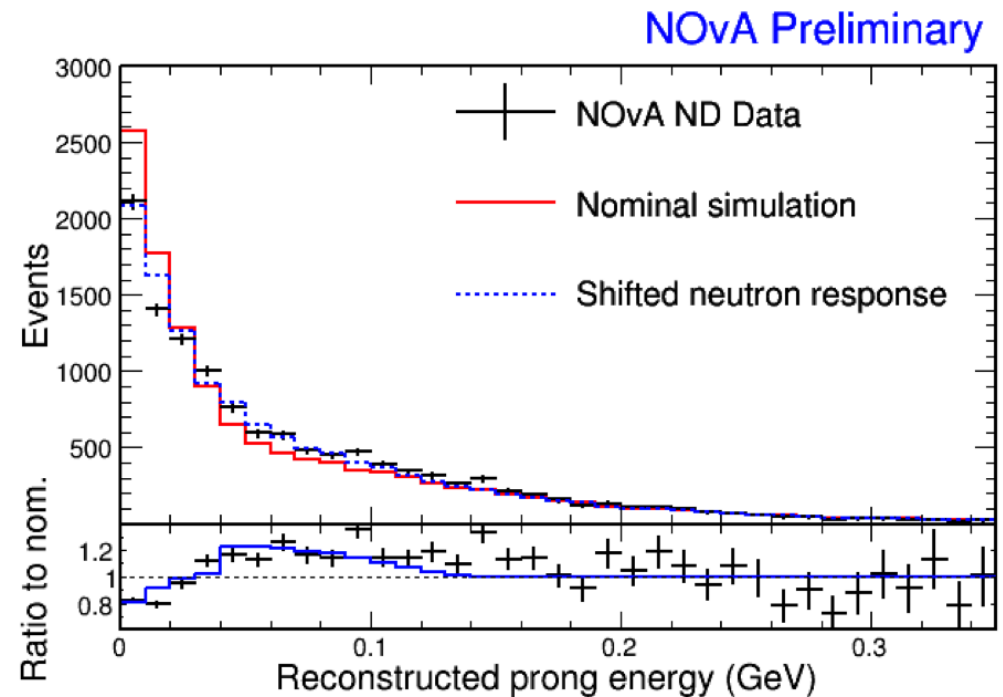 NOvA Preliminary
3000
2500
2000
1500
1000
500
Events
NOvA ND Data
Nominal simulation
Shifted neutron response
Ratio to nom.
1.2
1
0.8
0
0.1
0.2
0.3
Reconstructed prong energy (GeV)